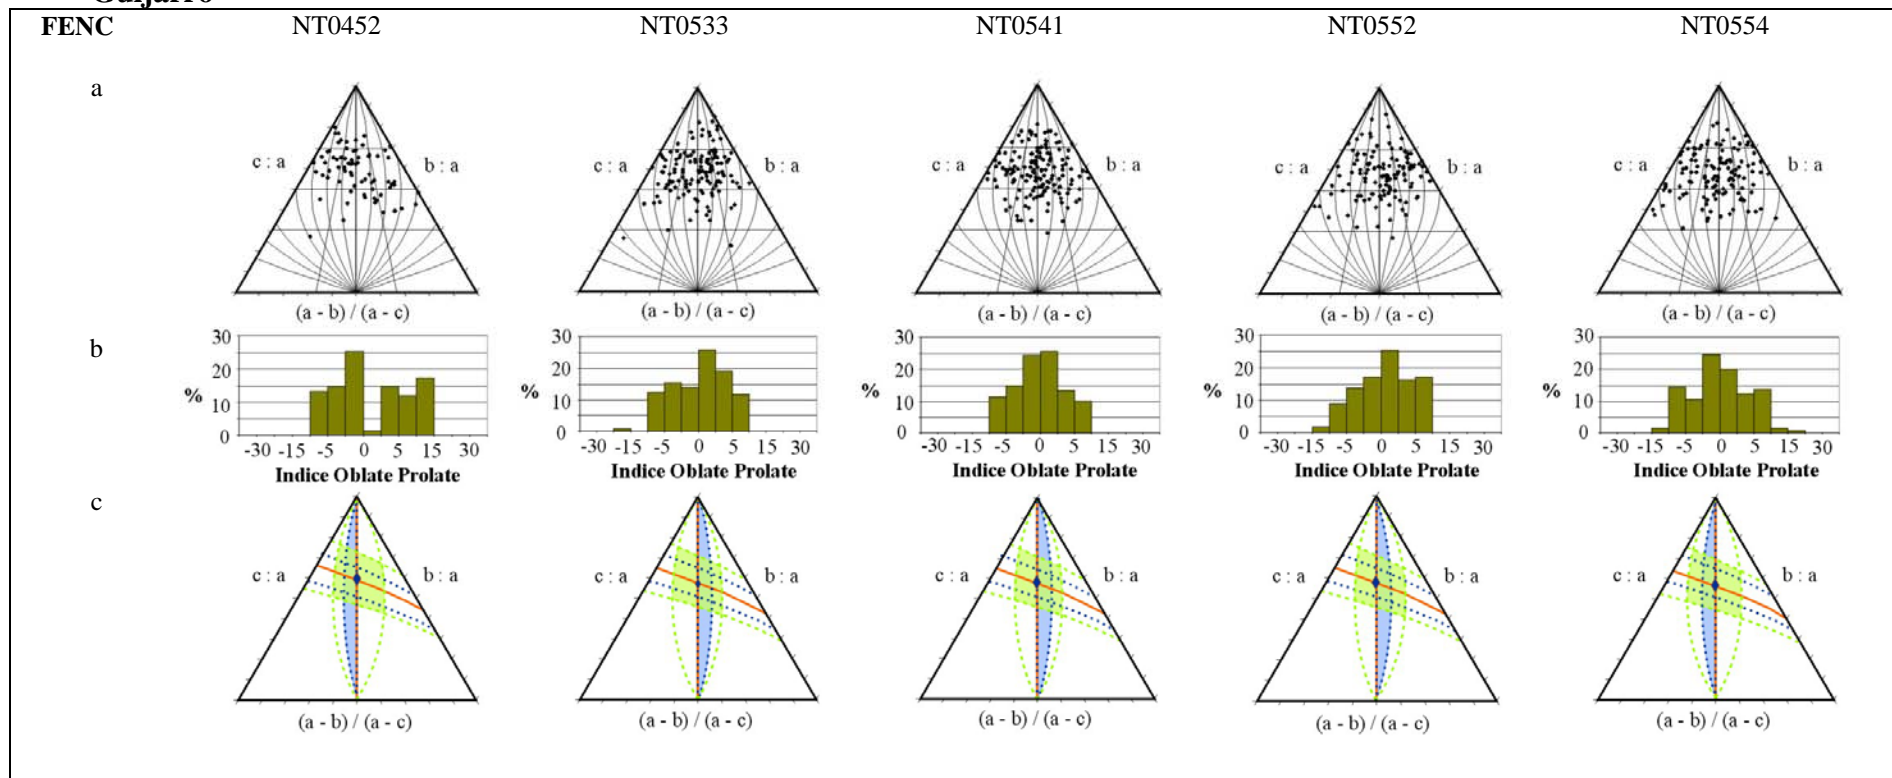 Guijarro
FENC NT0452 NT0533 NT0541 NT0552 NT0554
a
c : a b : a c : a b : a c : a b : a c : a b : a c : a b : a
(a - b) / (a - c) (a - b) / (a - c) (a - b) / (a - c) (a - b) / (a - c) (a - b) / (a - c)
b
30 30 30 30 30
20 20 20 20 20
% % % % %
10 10 10 10 10
0 0 0 0 0
-30 -15 -5 0 5 15 30 -30 -15 -5 0 5 15 30 -30 -15 -5 0 5 15 30 -30 -15 -5 0 5 15 30 -30 -15 -5 0 5 15 30
Indice Oblate Prolate Indice Oblate Prolate Indice Oblate Prolate Indice Oblate Prolate Indice Oblate Prolate
c
c : a b : a c : a b : a c : a b : a c : a b : a c : a b : a
(a - b) / (a - c) (a - b) / (a - c) (a - b) / (a - c) (a - b) / (a - c) (a - b) / (a - c)